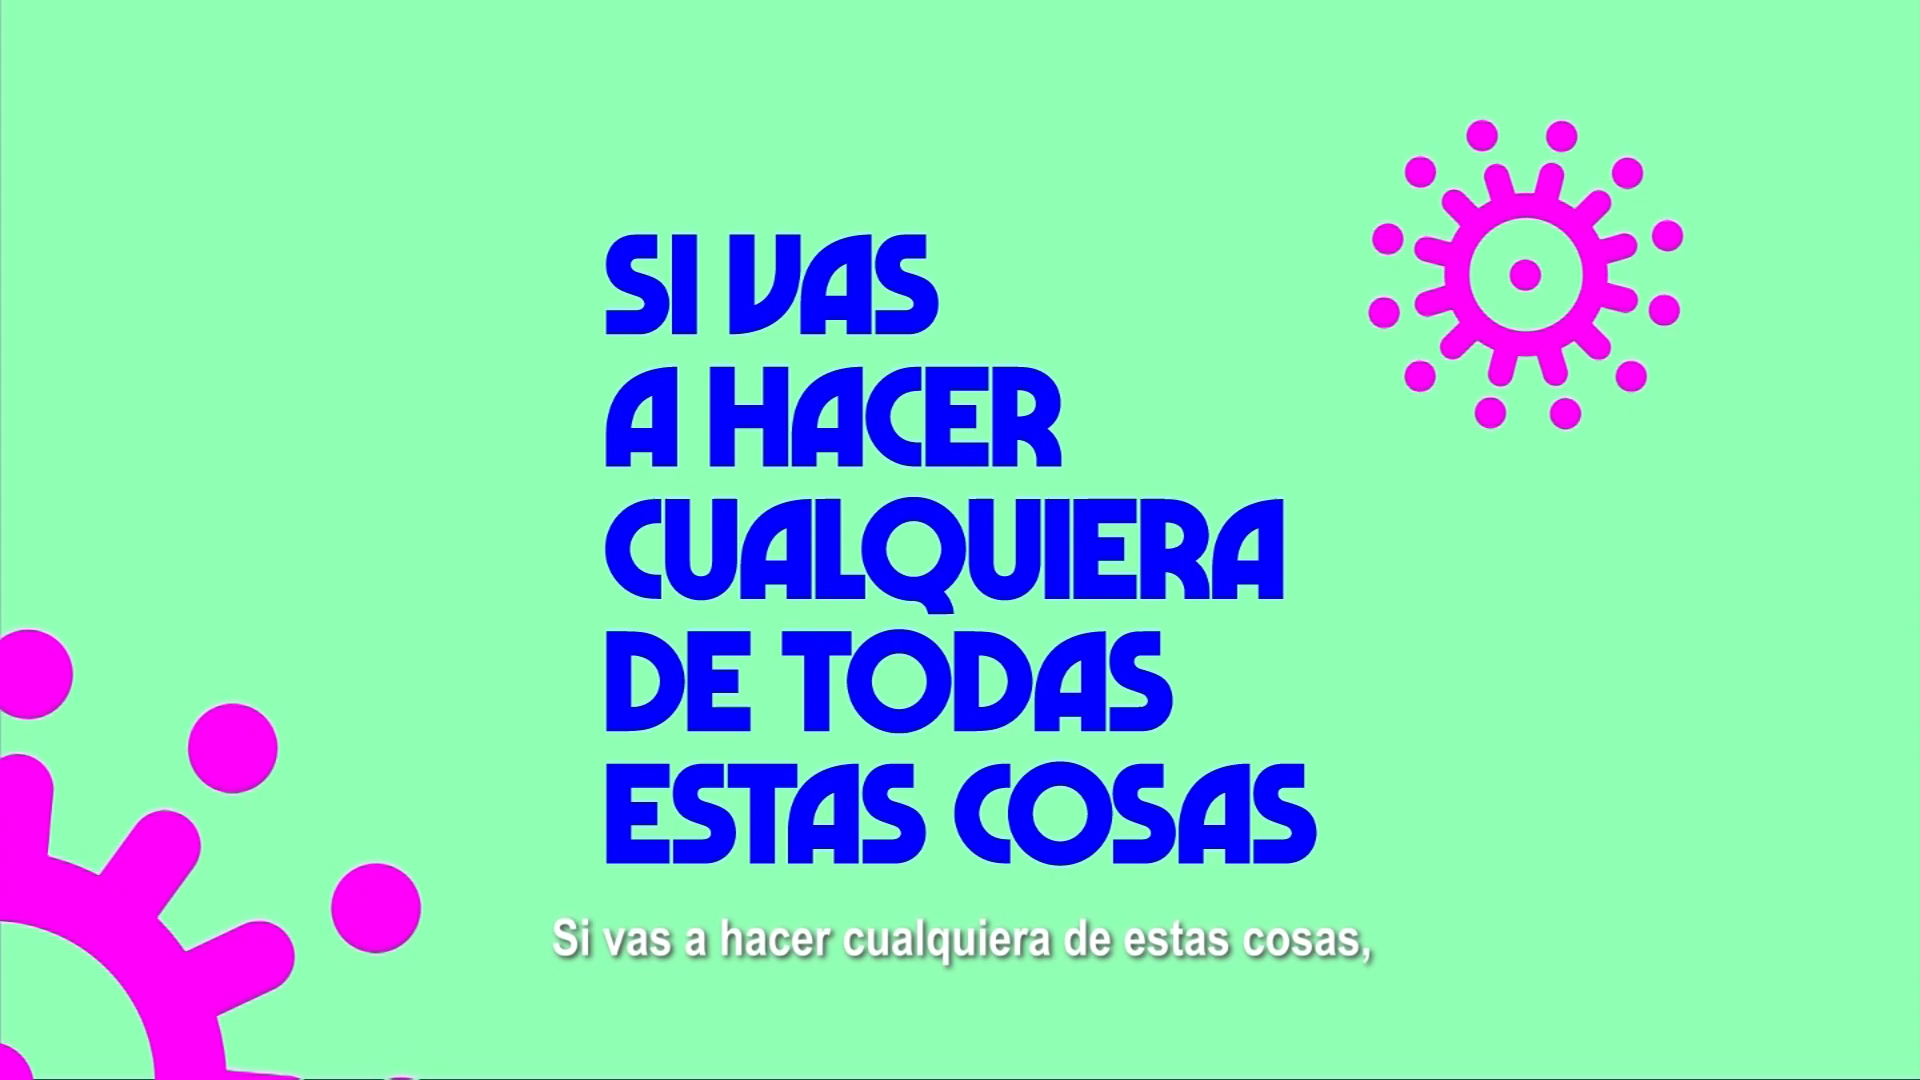 SI VAS
A HACER
CUALQUIERA
DE TODAS
ESTAS COSAS
Si vas a hacer cualquiera de estas cosas,